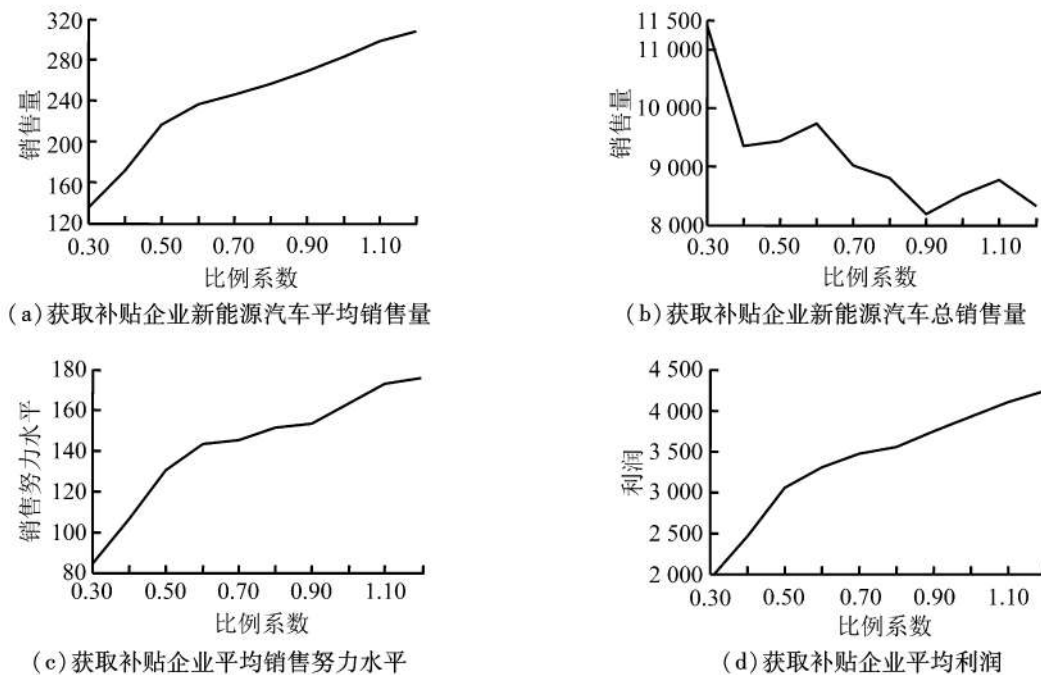 320
280
240
200
160
120
销售量
0.30 0.50 0.70 0.90 1.10
比例系数
(a)获取补贴企业新能源汽车平均销售量
11 500
11 000
10 000
9 000
8 000
销售量
0.30 0.50 0.70 0.90 1.10
比例系数
(b)获取补贴企业新能源汽车总销售量
180
160
140
120
100
80
销售努力水平
0.30 0.50 0.70 0.90 1.10
比例系数
(c)获取补贴企业平均销售努力水平
4 500
4 000
3 500
3 000
2 500
2 000
利润
0.30 0.50 0.70 0.90 1.10
比例系数
(d)获取补贴企业平均利润